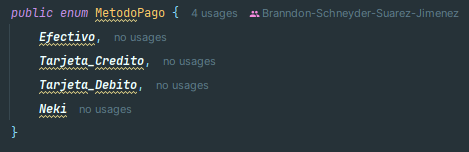 public enum MetodoPago { 4 usages Branndon-Schneyder-Suarez-Jimenez
Efectivo, no usages
Tarjeta_Credito, no usages
Tarjeta_Debito, no usages
Neki no usages
}